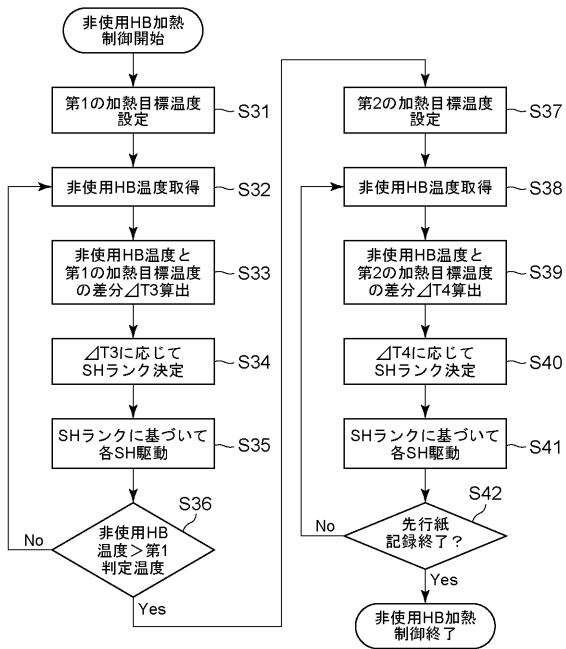 非使用HB加熱
制御開始
第1の加熱目標温度
設定
S31
非使用HB温度取得
S32
非使用HB温度と
第1の加熱目標温度
の差分⊿T3算出
S33
⊿T3に応じて
SHランク決定
S34
SHランクに基づいて
各SH駆動
S35
S36
非使用HB
温度＞第1
判定温度
No
Yes
第2の加熱目標温度
設定
S37
非使用HB温度取得
S38
非使用HB温度と
第2の加熱目標温度
の差分⊿T4算出
S39
⊿T4に応じて
SHランク決定
S40
SHランクに基づいて
各SH駆動
S41
S42
先行紙
記録終了？
No
Yes
非使用HB加熱
制御終了